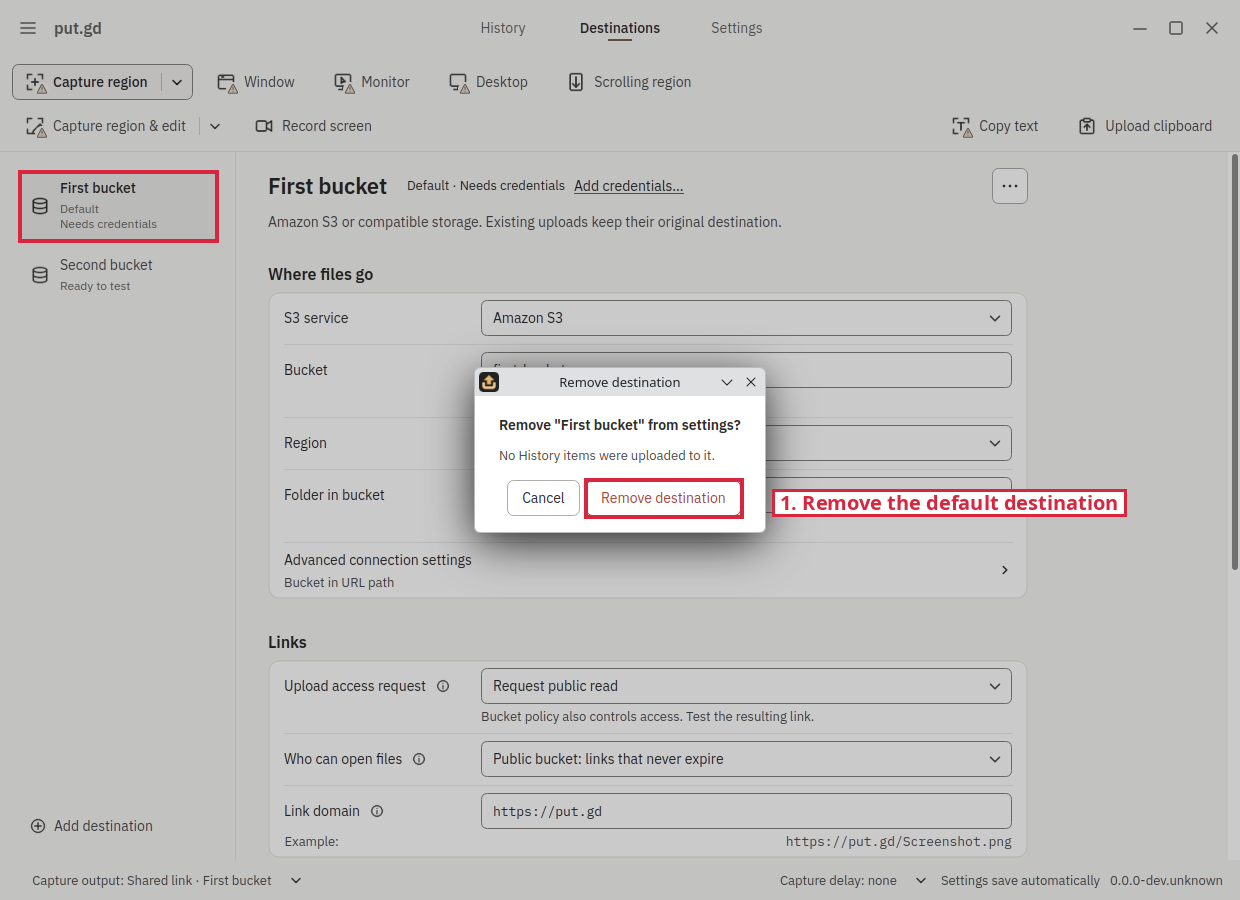 put.gd
History
Destinations
Settings
Capture region
Window
Monitor
Desktop
Scrolling region
Capture region & edit
Record screen
Copy text
Upload clipboard
First bucket
Default
Needs credentials
Second bucket
Ready to test
Add destination
First bucket
Default · Needs credentials
Add credentials...
Amazon S3 or compatible storage. Existing uploads keep their original destination.
Where files go
S3 service
Amazon S3
Bucket
Region
Folder in bucket
Advanced connection settings
Bucket in URL path
Remove destination
Remove "First bucket" from settings?
No History items were uploaded to it.
Cancel
Remove destination
1. Remove the default destination
Links
Upload access request
Request public read
Bucket policy also controls access. Test the resulting link.
Who can open files
Public bucket: links that never expire
Link domain
https://put.gd
Example:
https://put.gd/Screenshot.png
Capture output: Shared link · First bucket
Capture delay: none
Settings save automatically
0.0.0-dev.unknown